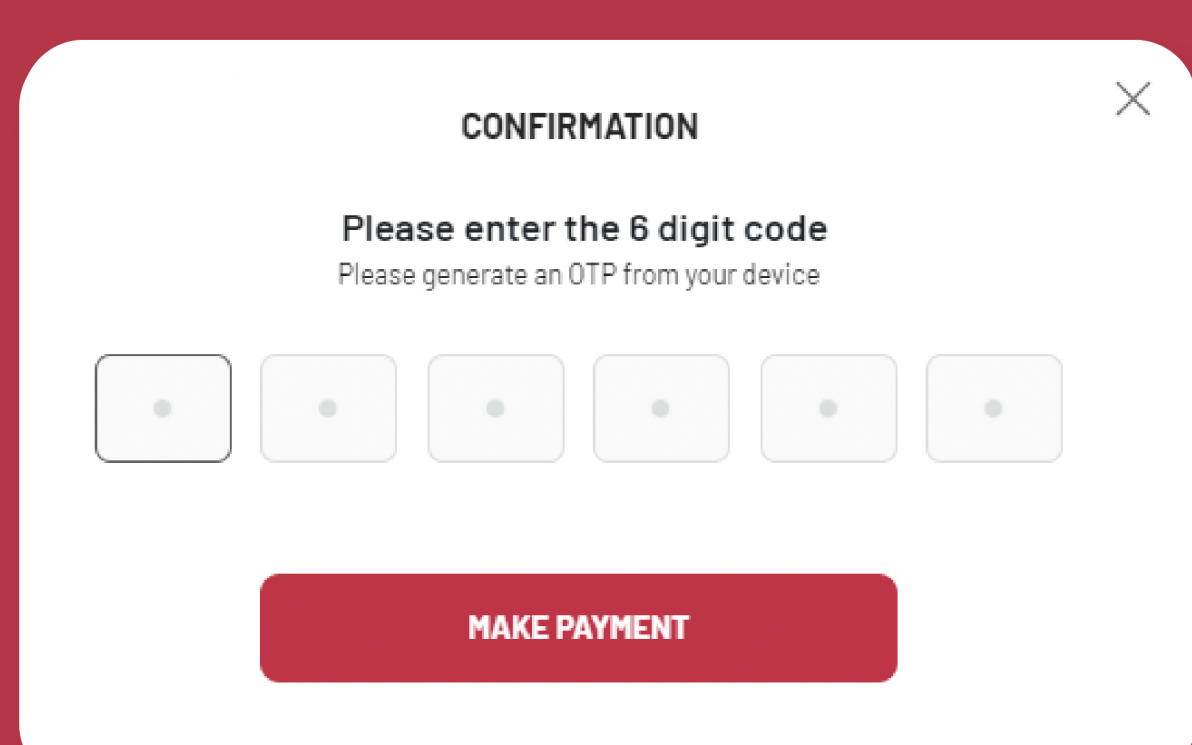 CONFIRMATION
Please enter the 6 digit code
Please generate an OTP from your device
MAKE PAYMENT